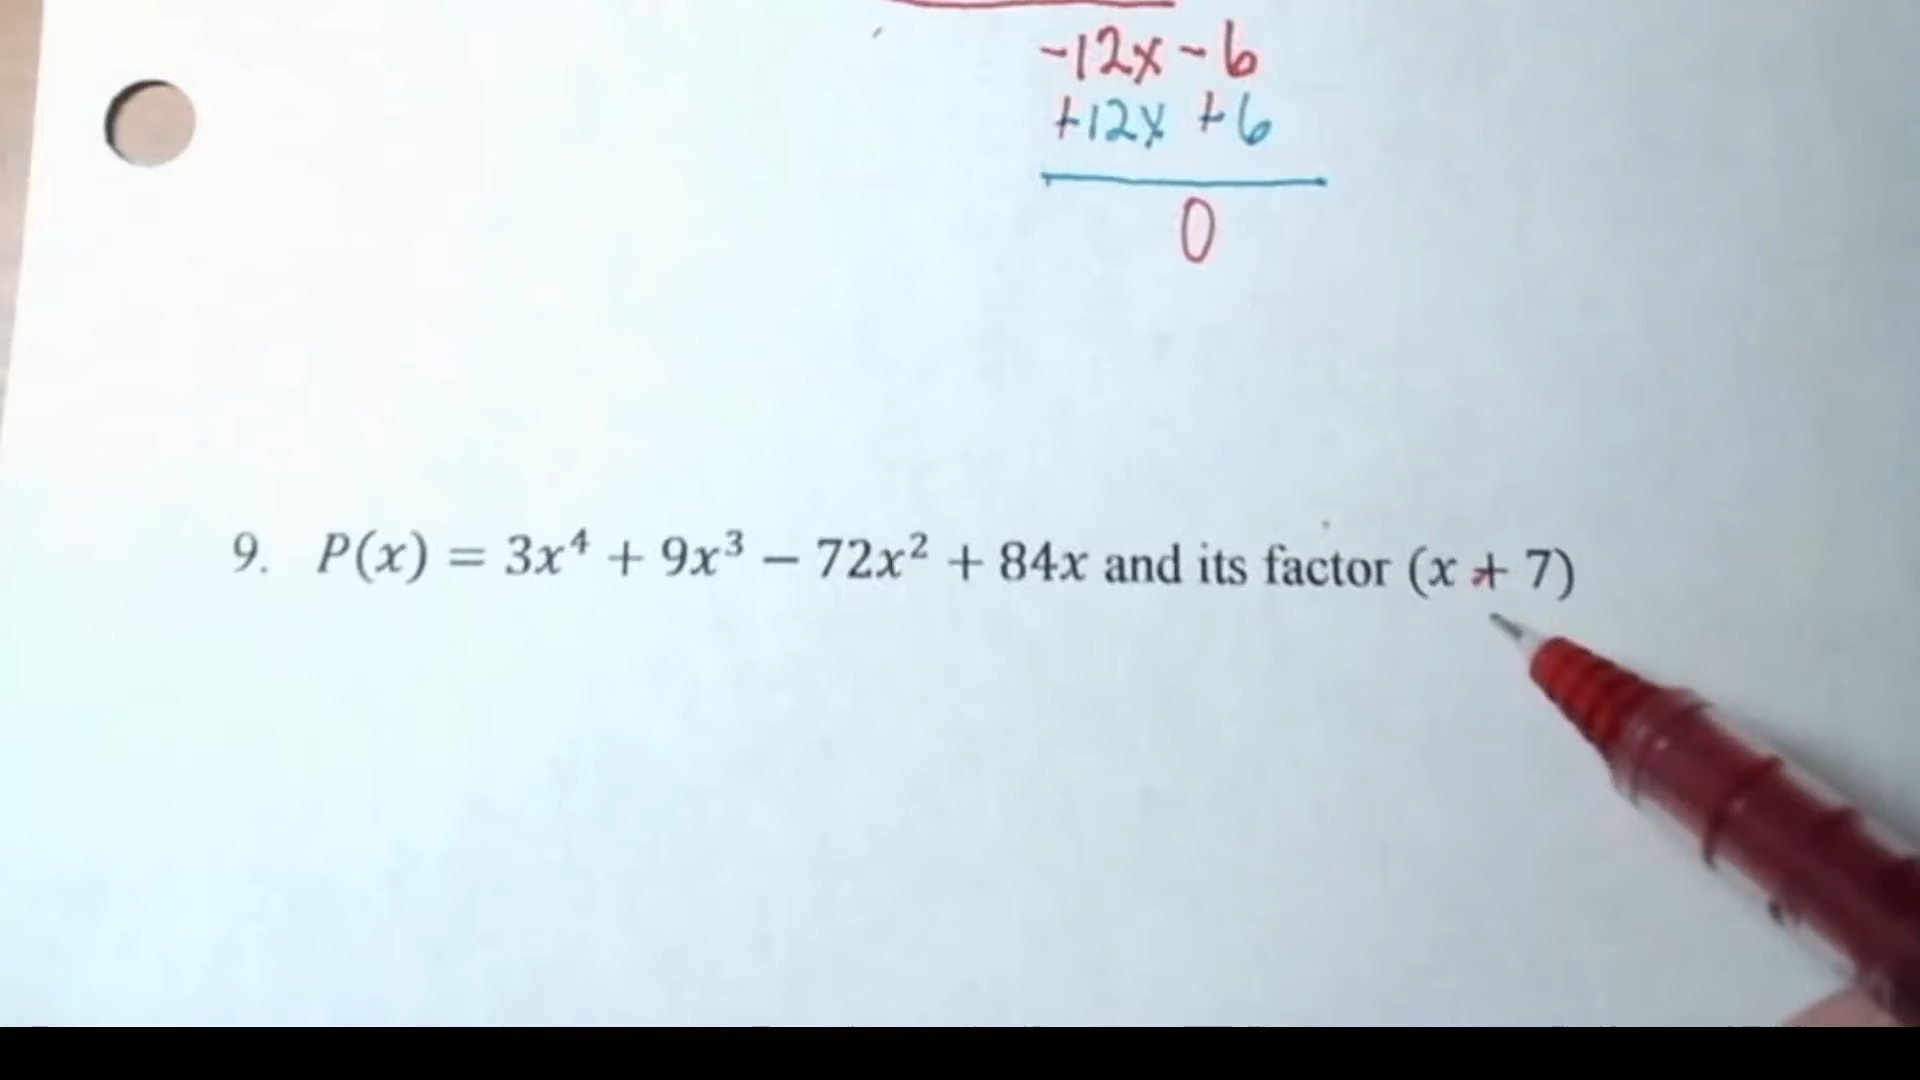 -12x - 6
+12x + 6
0
9. P(x) = 3x⁴ + 9x³ − 72x² + 84x and its factor (x + 7)